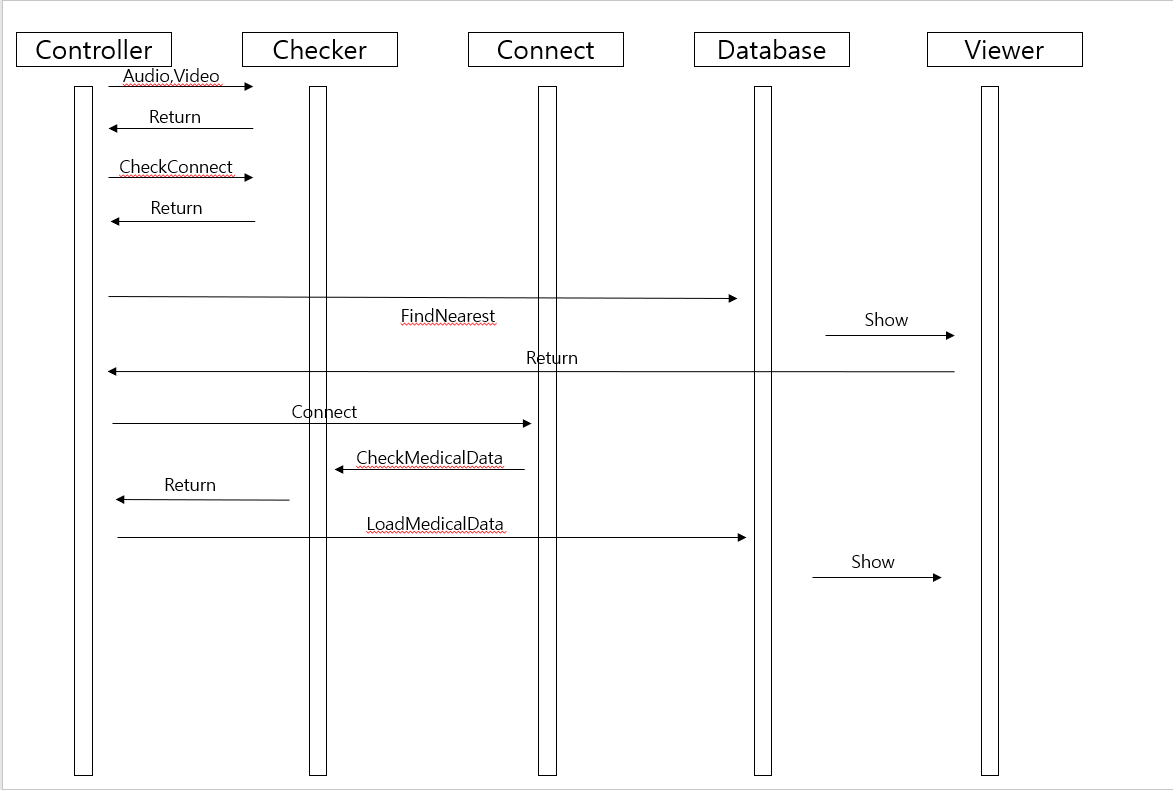 Controller
Checker
Connect
Database
Viewer
Audio,Video
Return
CheckConnect
Return
FindNearest
Show
Return
Connect
CheckMedicalData
Return
LoadMedicalData
Show